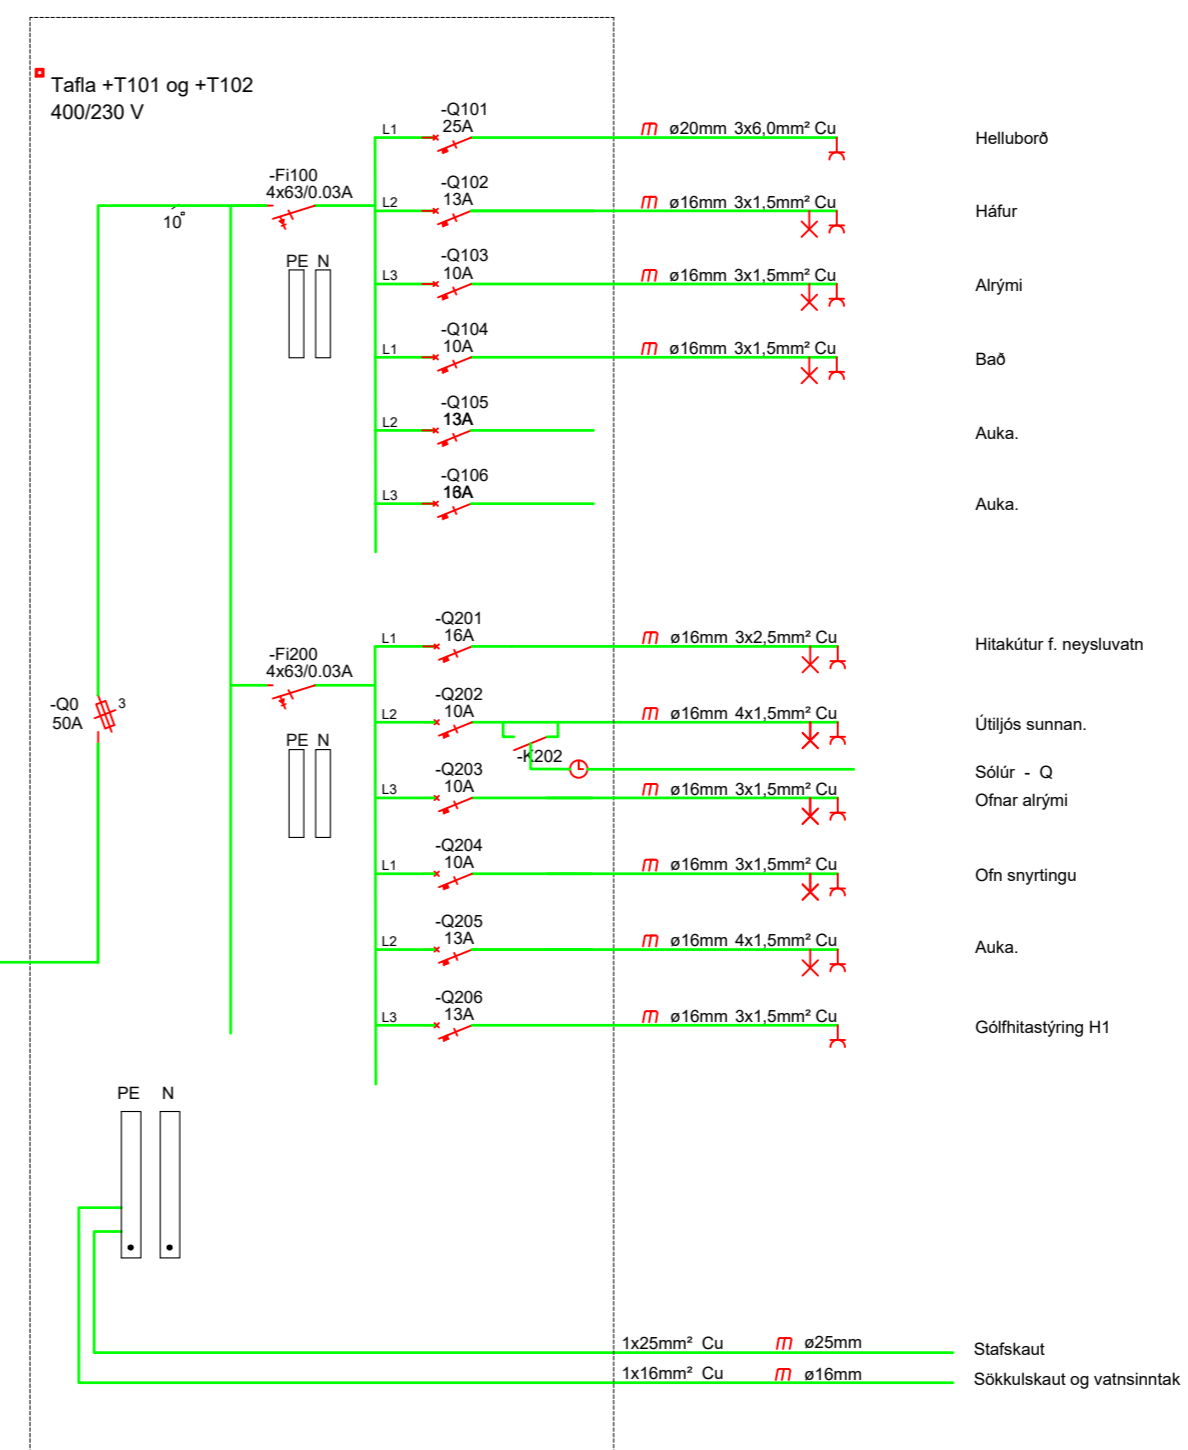 Tafla +T101 og +T102
400/230 V
-Q101
25A
L1
ø20mm 3x6,0mm² Cu
Helluborð
-Fi100
4x63/0.03A
10°
-Q102
13A
L2
ø16mm 3x1,5mm² Cu
Háfur
PE N
-Q103
10A
L3
ø16mm 3x1,5mm² Cu
Alrými
-Q104
10A
L1
ø16mm 3x1,5mm² Cu
Bað
-Q105
13A
L2
Auka.
-Q106
L3
Auka.
-Q201
16A
L1
ø16mm 3x2,5mm² Cu
Hitakútur f. neysluvatn
-Fi200
4x63/0.03A
-Q0
50A
3
-Q202
10A
L2
ø16mm 4x1,5mm² Cu
Útiljós sunnan.
PE N
-K202
Sólúr - Q
-Q203
10A
L3
ø16mm 3x1,5mm² Cu
Ofnar alrými
-Q204
10A
L1
ø16mm 3x1,5mm² Cu
Ofn snyrtingu
-Q205
13A
L2
ø16mm 4x1,5mm² Cu
Auka.
-Q206
13A
L3
ø16mm 3x1,5mm² Cu
Gólfhitastýring H1
PE N
1x25mm² Cu ø25mm
Stafskaut
1x16mm² Cu ø16mm
Sökkulskaut og vatnsinntak